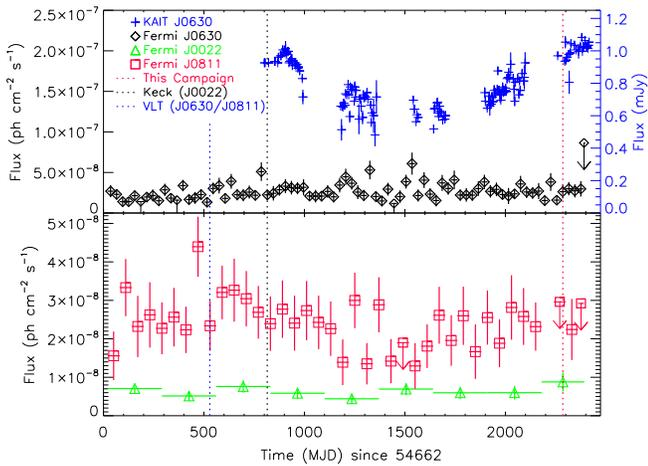 2.5×10⁻⁷
2.0×10⁻⁷
1.5×10⁻⁷
1.0×10⁻⁷
5.0×10⁻⁸
0
Flux (ph cm⁻² s⁻¹)
KAIT J0630
Fermi J0630
Fermi J0022
Fermi J0811
This Campaign
Keck (J0022)
VLT (J0630/J0811)
1.2
1.0
0.8
0.6
0.4
0.2
0.0
Flux (mJy)
5×10⁻⁸
4×10⁻⁸
3×10⁻⁸
2×10⁻⁸
1×10⁻⁸
0
Flux (ph cm⁻² s⁻¹)
0 500 1000 1500 2000
Time (MJD) since 54662